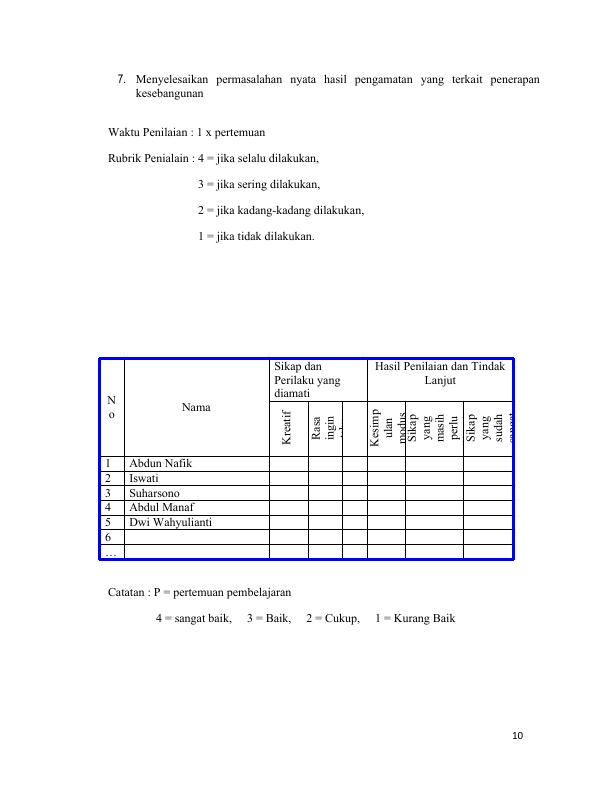 7. Menyelesaikan permasalahan nyata hasil pengamatan yang terkait penerapan
kesebangunan
Waktu Penilaian : 1 x pertemuan
Rubrik Penialain : 4 = jika selalu dilakukan,
3 = jika sering dilakukan,
2 = jika kadang-kadang dilakukan,
1 = jika tidak dilakukan.
N
o
Nama
Sikap dan
Perilaku yang
diamati
Hasil Penilaian dan Tindak
Lanjut
Kreatif
Rasa
ingin
Kesimp
ulan
modus
Sikap
yang
masih
perlu
Sikap
yang
sudah
1 Abdun Nafik
2 Iswati
3 Suharsono
4 Abdul Manaf
5 Dwi Wahyulianti
6
…
Catatan : P = pertemuan pembelajaran
4 = sangat baik, 3 = Baik, 2 = Cukup, 1 = Kurang Baik
10